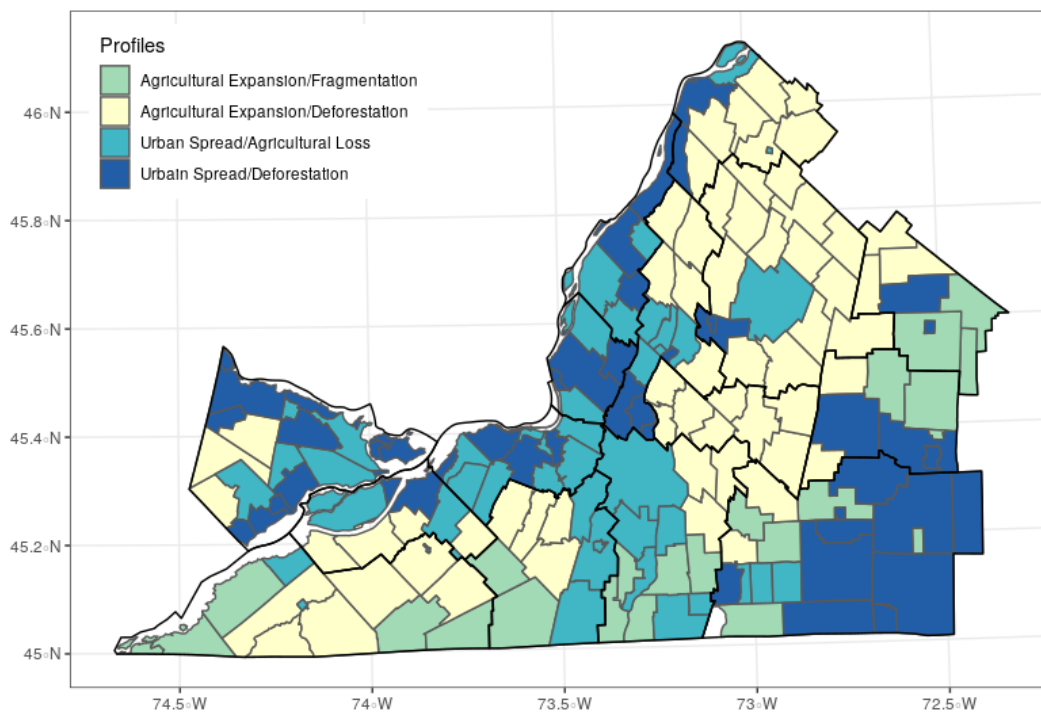 Profiles
Agricultural Expansion/Fragmentation
Agricultural Expansion/Deforestation
Urban Spread/Agricultural Loss
Urbain Spread/Deforestation
46°N
45.8°N
45.6°N
45.4°N
45.2°N
45°N
74.5°W
74°W
73.5°W
73°W
72.5°W